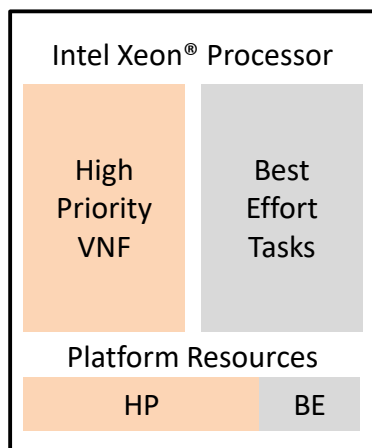 Intel Xeon® Processor
High
Priority
VNF
Best
Effort
Tasks
Platform Resources
HP
BE